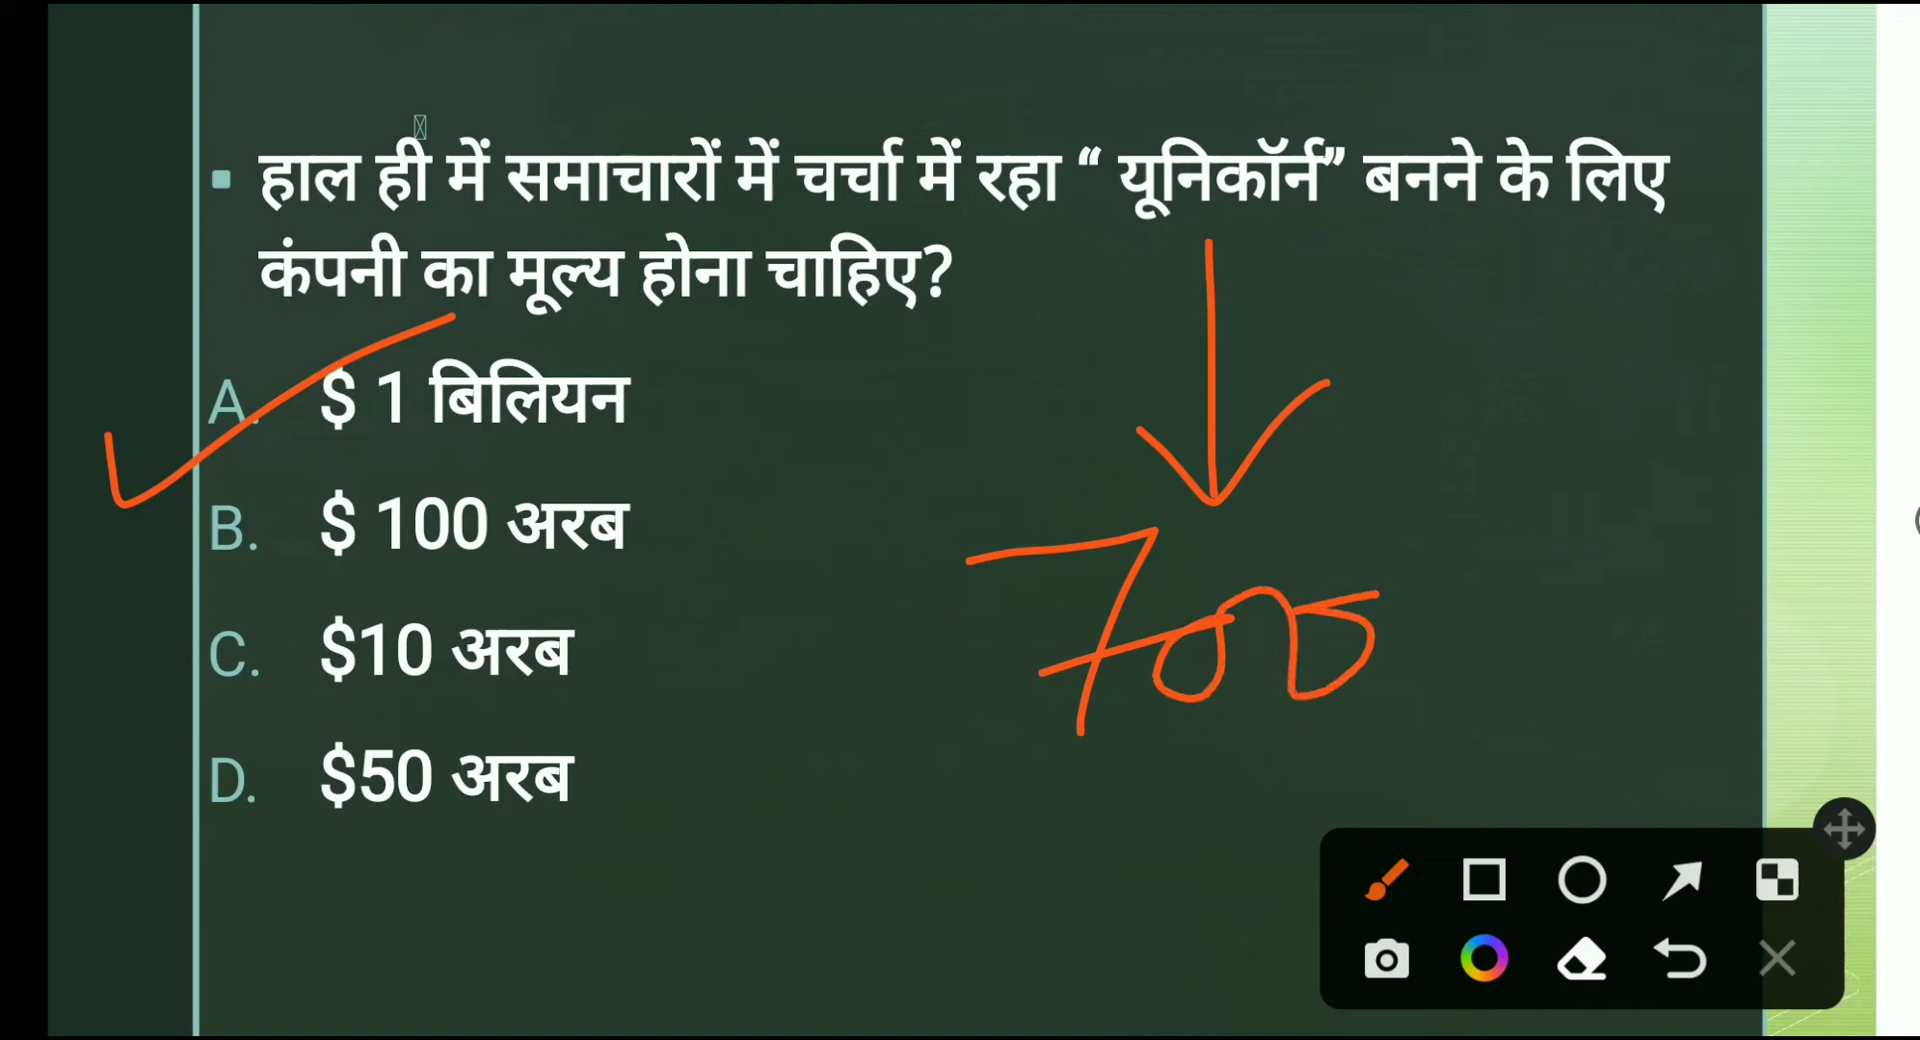 हाल ही में समाचारों में चर्चा में रहा “ यूनिकॉर्न” बनने के लिए
कंपनी का मूल्य होना चाहिए?
A. $ 1 बिलियन
B. $ 100 अरब
C. $10 अरब
D. $50 अरब
700